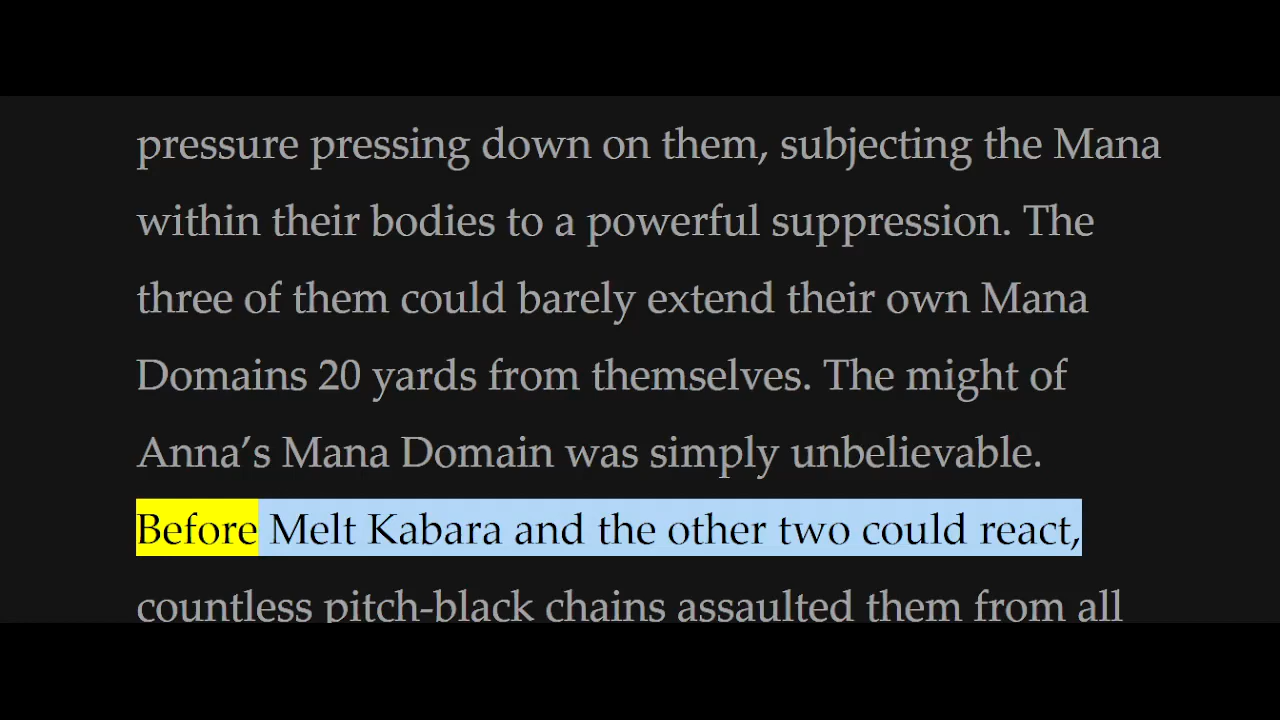 pressure pressing down on them, subjecting the Mana
within their bodies to a powerful suppression. The
three of them could barely extend their own Mana
Domains 20 yards from themselves. The might of
Anna’s Mana Domain was simply unbelievable.
Before Melt Kabara and the other two could react,
countless pitch-black chains assaulted them from all